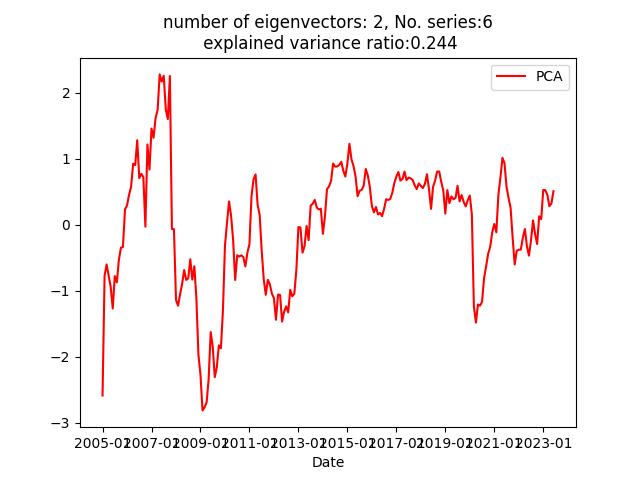 number of eigenvectors: 2, No. series:6
explained variance ratio:0.244
PCA
2
1
0
−1
−2
−3
2005-01 2007-01 2009-01 2011-01 2013-01 2015-01 2017-01 2019-01 2021-01 2023-01
Date